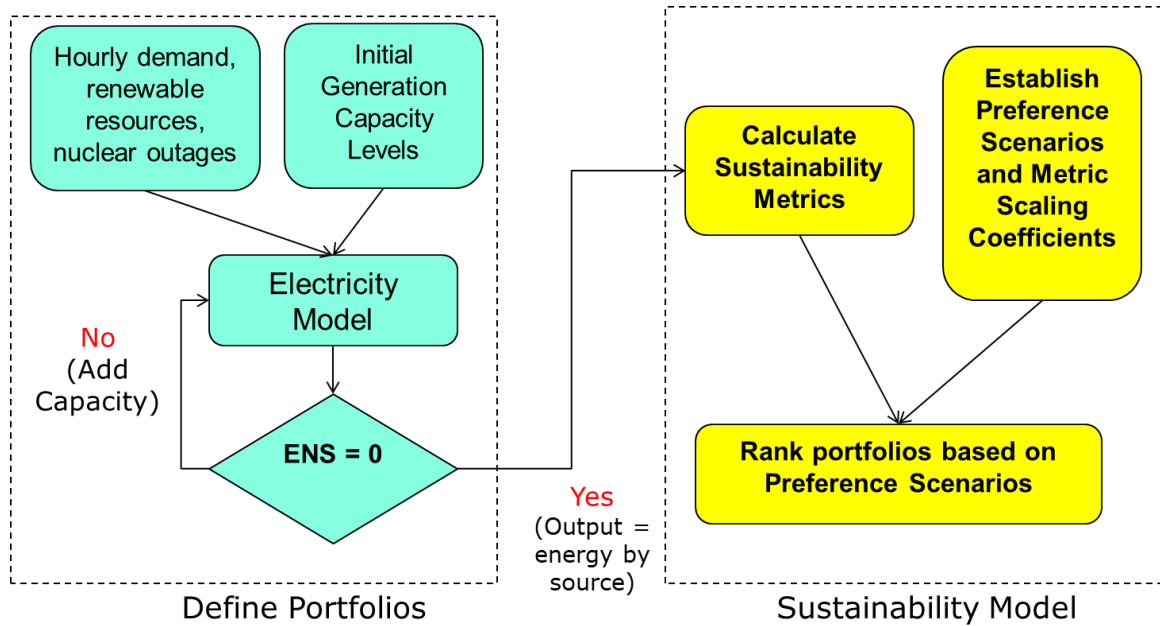 Hourly demand,
renewable
resources,
nuclear outages
Initial
Generation
Capacity
Levels
Electricity
Model
No
(Add
Capacity)
ENS = 0
Yes
(Output =
energy by
source)
Define Portfolios
Calculate
Sustainability
Metrics
Establish
Preference
Scenarios
and Metric
Scaling
Coefficients
Rank portfolios based on
Preference Scenarios
Sustainability Model